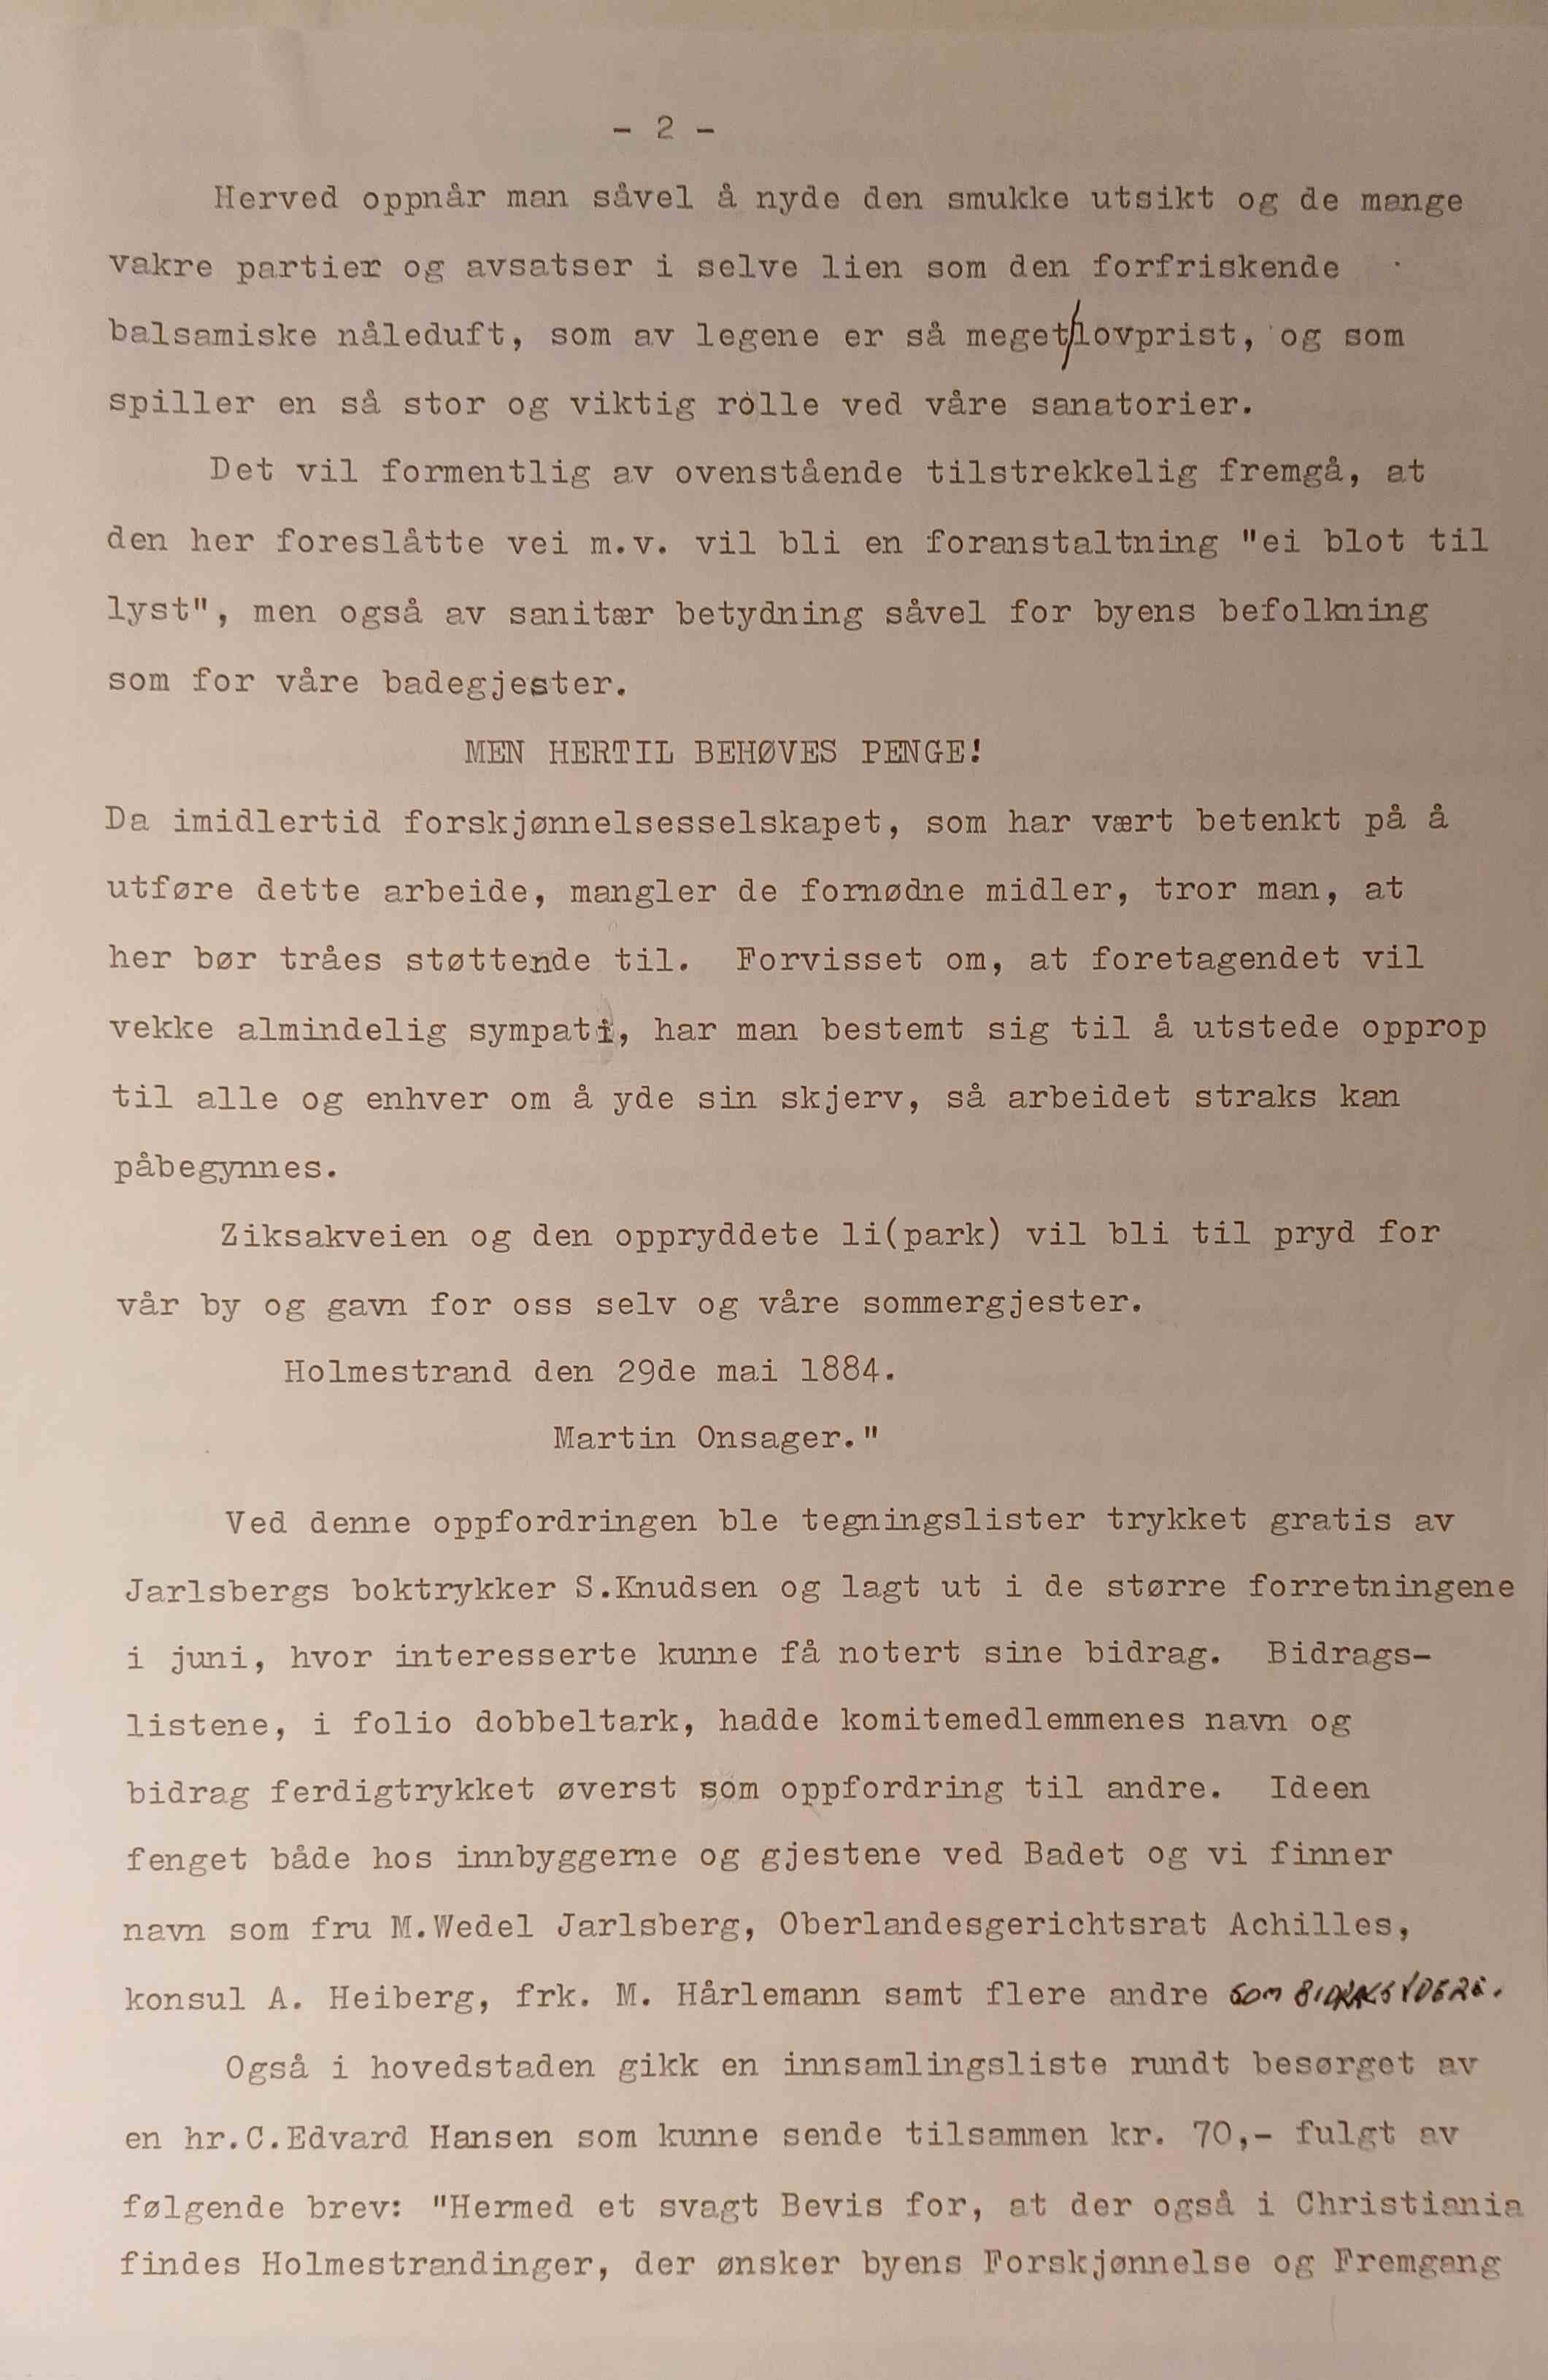 - 2 -
Herved oppnår man såvel å nyde den smukke utsikt og de mange
vakre partier og avsatser i selve lien som den forfriskende
balsamiske nåleduft, som av legene er så meget/lovprist, og som
spiller en så stor og viktig rolle ved våre sanatorier.
Det vil formentlig av ovenstående tilstrekkelig fremgå, at
den her foreslåtte vei m.v. vil bli en foranstaltning "ei blot til
lyst", men også av sanitær betydning såvel for byens befolkning
som for våre badegjester.
MEN HERTIL BEHØVES PENGE!
Da imidlertid forskjønnelsesselskapet, som har vært betenkt på å
utføre dette arbeide, mangler de fornødne midler, tror man, at
her bør tråes støttende til. Forvisset om, at foretagendet vil
vekke almindelig sympati, har man bestemt sig til å utstede opprop
til alle og enhver om å yde sin skjerv, så arbeidet straks kan
påbegynnes.
Ziksakveien og den oppryddete li(park) vil bli til pryd for
vår by og gavn for oss selv og våre sommergjester.
Holmestrand den 29de mai 1884.
Martin Onsager."
Ved denne oppfordringen ble tegningslister trykket gratis av
Jarlsbergs boktrykker S.Knudsen og lagt ut i de større forretningene
i juni, hvor interesserte kunne få notert sine bidrag. Bidrags-
listene, i folio dobbeltark, hadde komitemedlemmenes navn og
bidrag ferdigtrykket øverst som oppfordring til andre. Ideen
fenget både hos innbyggerne og gjestene ved Badet og vi finner
navn som fru M.Wedel Jarlsberg, Oberlandesgerichtsrat Achilles,
konsul A. Heiberg, frk. M. Hårlemann samt flere andre SOM BIDRAGSYDERE.
Også i hovedstaden gikk en innsamlingsliste rundt besørget av
en hr.C.Edvard Hansen som kunne sende tilsammen kr. 70,- fulgt av
følgende brev: "Hermed et svagt Bevis for, at der også i Christiania
findes Holmestrandinger, der ønsker byens Forskjønnelse og Fremgang